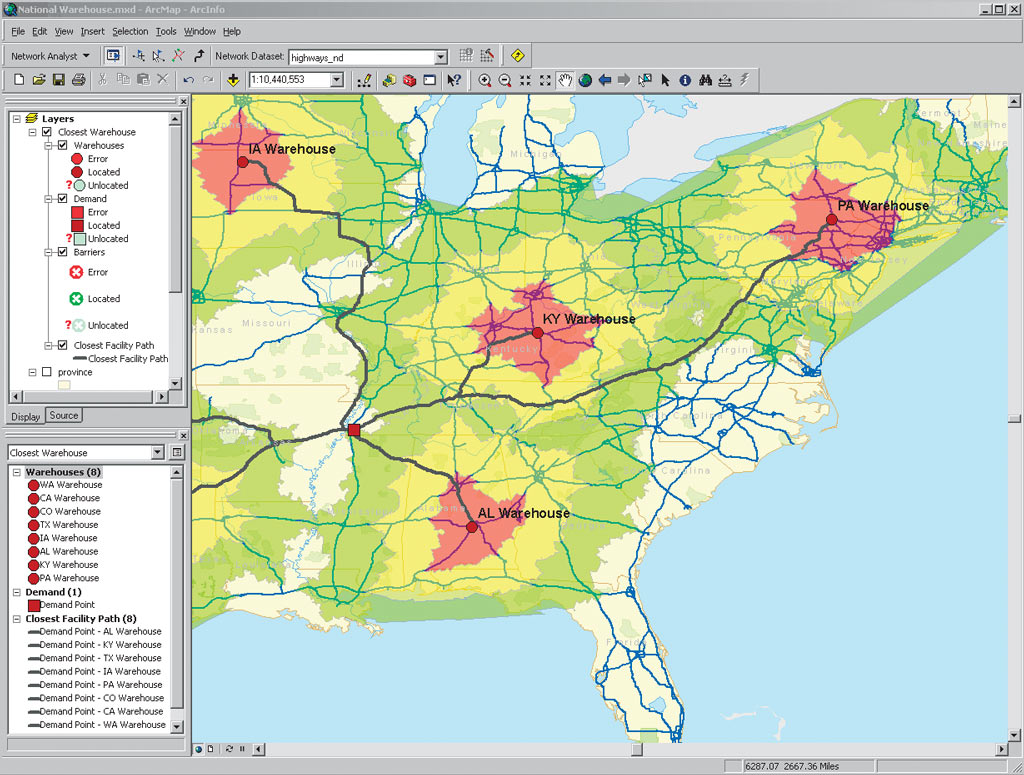 National Warehouse.mxd - ArcMap - ArcInfo
File Edit View Insert Selection Tools Window Help
Network Analyst Network Dataset: highways_nd
1:10,440,553
Layers
Closest Warehouse
Warehouses
Error
Located
? Unlocated
Demand
Error
Located
? Unlocated
Barriers
Error
Located
? Unlocated
Closest Facility Path
Closest Facility Path
province
Display Source
Closest Warehouse
Warehouses (8)
WA Warehouse
CA Warehouse
CO Warehouse
TX Warehouse
IA Warehouse
AL Warehouse
KY Warehouse
PA Warehouse
Demand (1)
Demand Point
Closest Facility Path (8)
Demand Point - AL Warehouse
Demand Point - KY Warehouse
Demand Point - TX Warehouse
Demand Point - IA Warehouse
Demand Point - PA Warehouse
Demand Point - CO Warehouse
Demand Point - CA Warehouse
Demand Point - WA Warehouse
IA Warehouse
Michigan
Maine
Iowa
PA Warehouse
Missouri
KY Warehouse
Kentucky
AL Warehouse
Florida
6287.07 2667.36 Miles